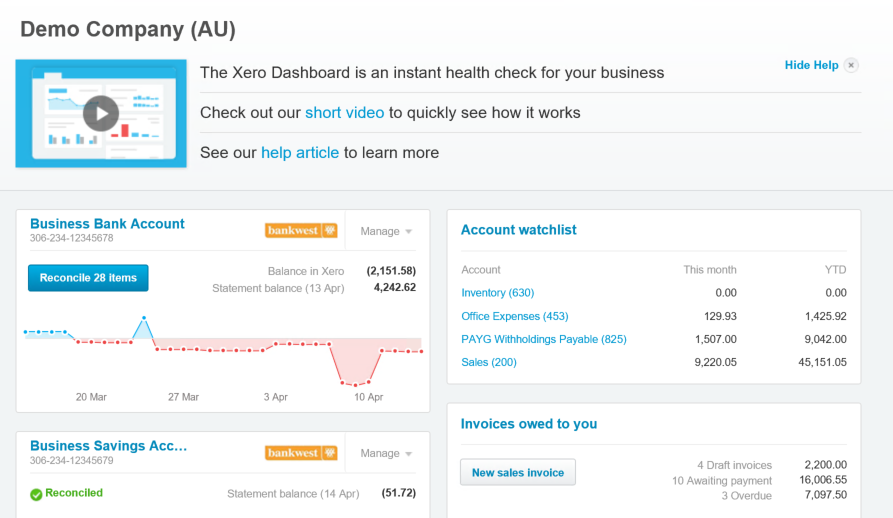 Demo Company (AU)
The Xero Dashboard is an instant health check for your business
Hide Help
Check out our short video to quickly see how it works
See our help article to learn more
Business Bank Account
306-234-12345678
bankwest
Manage
Reconcile 28 items
Balance in Xero (2,151.58)
Statement balance (13 Apr) 4,242.62
20 Mar 27 Mar 3 Apr 10 Apr
Business Savings Acc...
306-234-12345679
bankwest
Manage
Reconciled
Statement balance (14 Apr) (51.72)
Account watchlist
Account This month YTD
Inventory (630) 0.00 0.00
Office Expenses (453) 129.93 1,425.92
PAYG Withholdings Payable (825) 1,507.00 9,042.00
Sales (200) 9,220.05 45,151.05
Invoices owed to you
New sales invoice
4 Draft invoices 2,200.00
10 Awaiting payment 16,006.55
3 Overdue 7,097.50